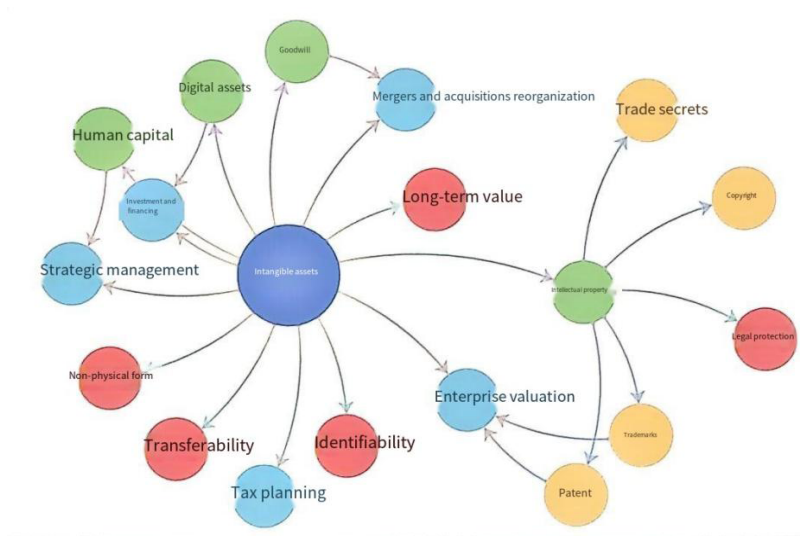 Goodwill
Digital assets
Mergers and acquisitions reorganization
Trade secrets
Human capital
Long-term value
Copyright
Investment and
financing
Strategic management
Intangible assets
Intellectual property
Legal protection
Non-physical form
Enterprise valuation
Transferability
Identifiability
Trademarks
Tax planning
Patent